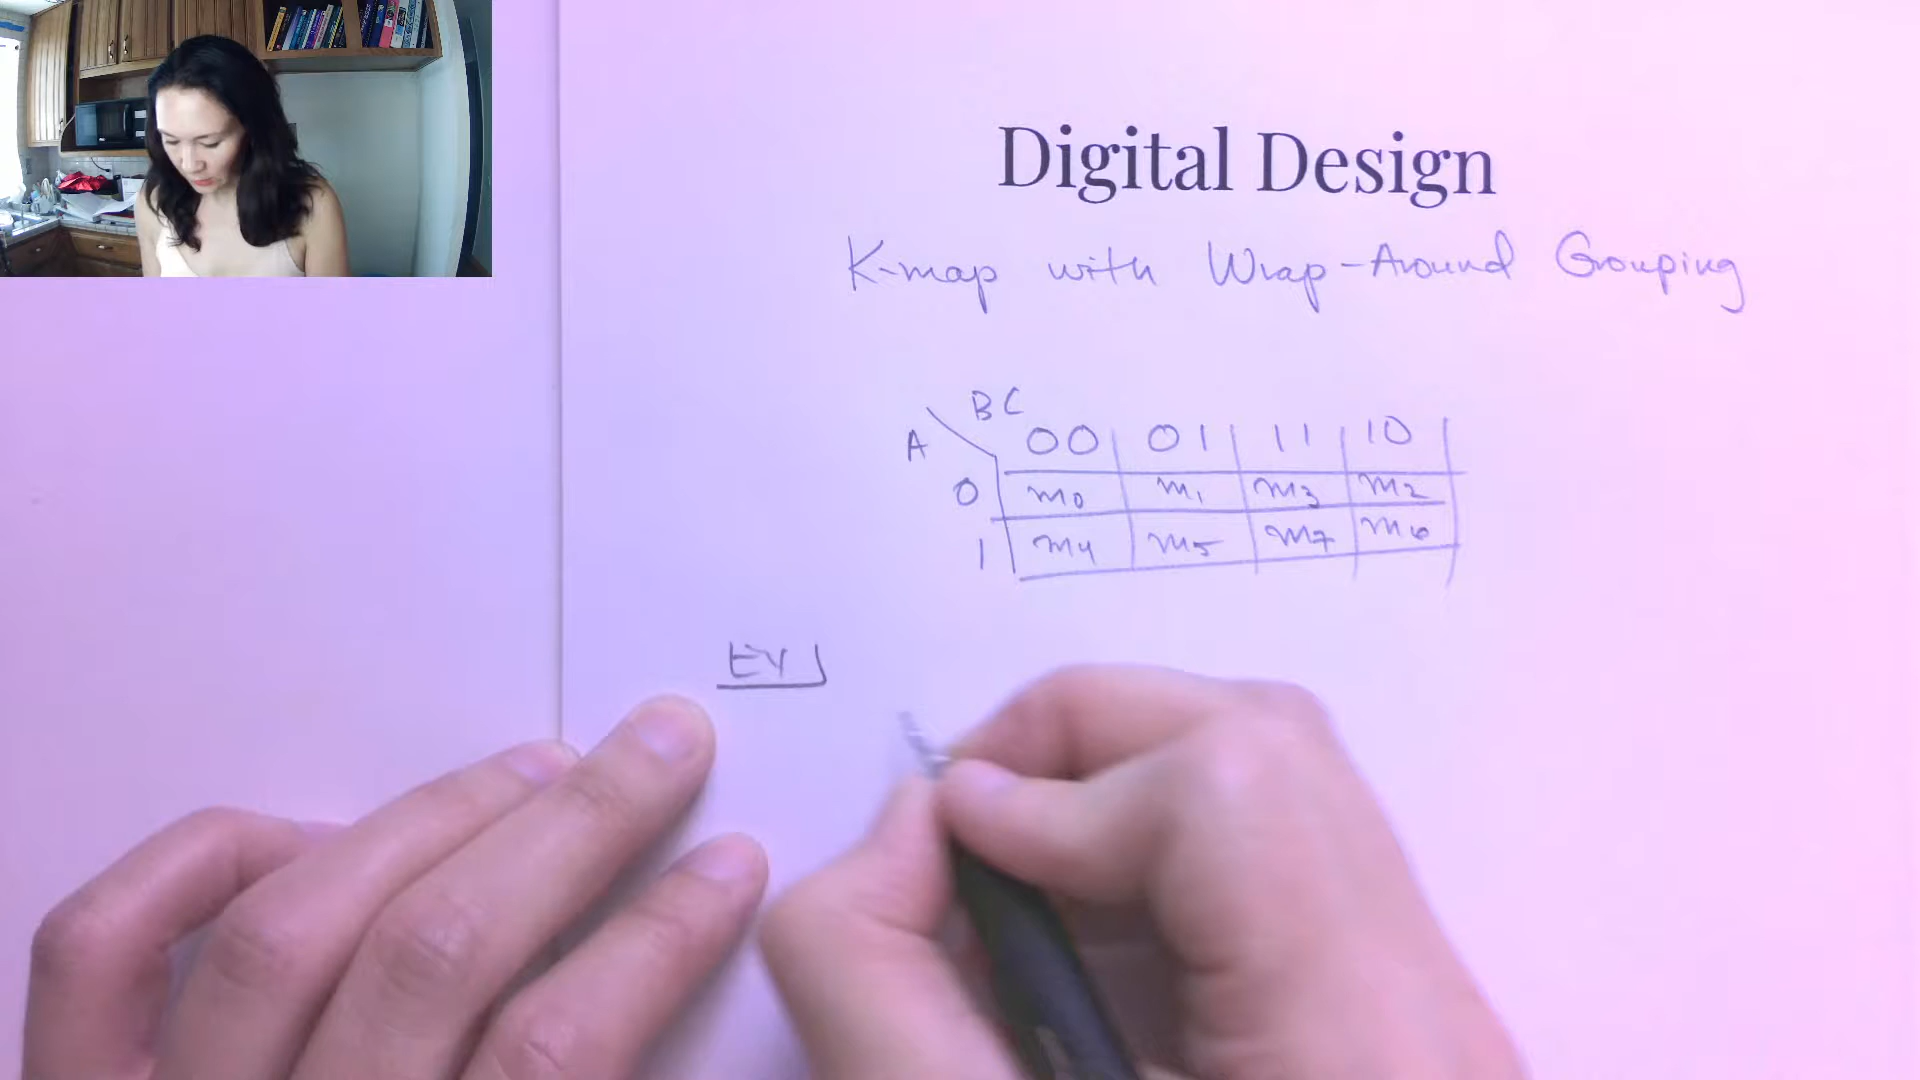 Digital Design
K-map with Wrap-Around Grouping
BC
A 00 01 11 10
0 m0 m1 m3 m2
1 m4 m5 m7 m6